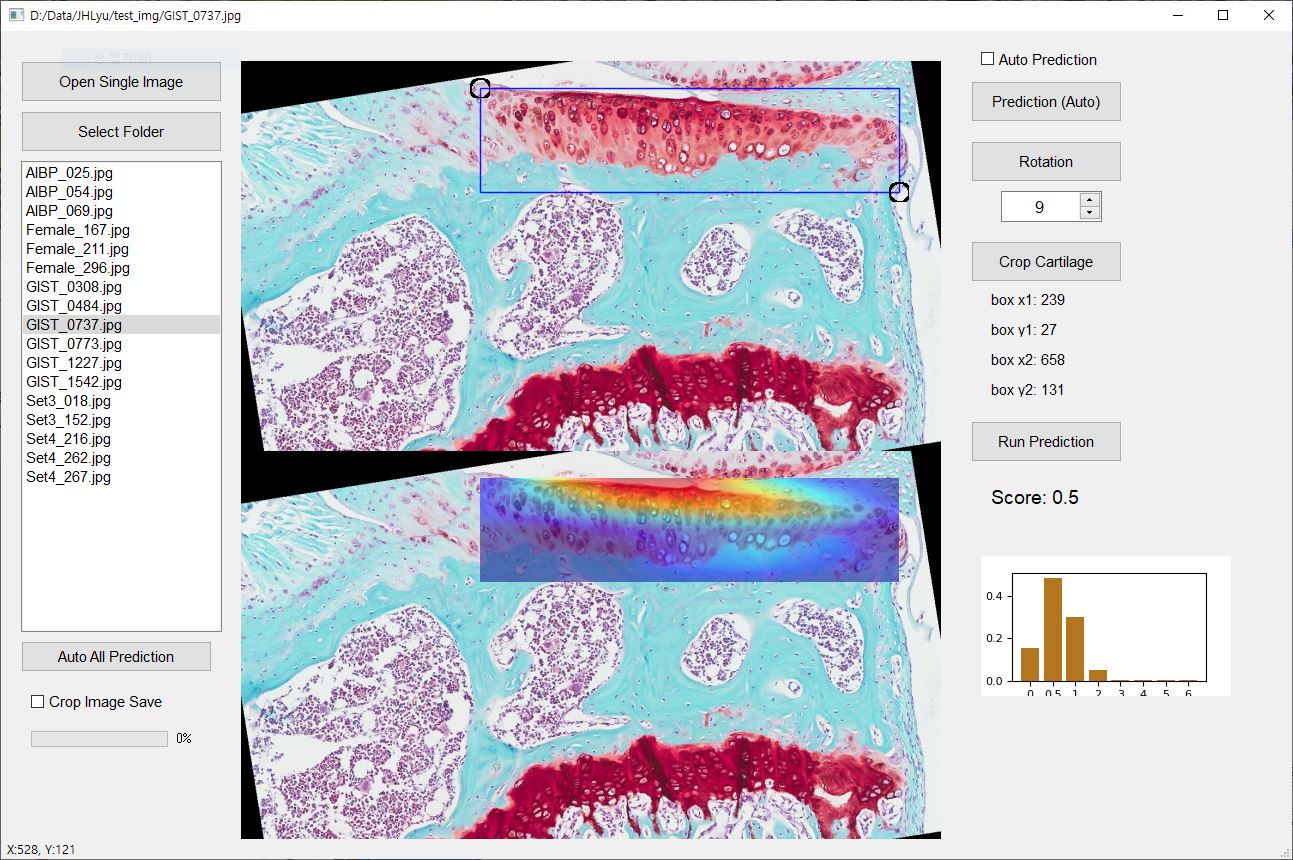 D:/Data/JHLyu/test_img/GIST_0737.jpg
Open Single Image
Select Folder
AIBP_025.jpg
AIBP_054.jpg
AIBP_069.jpg
Female_167.jpg
Female_211.jpg
Female_296.jpg
GIST_0308.jpg
GIST_0484.jpg
GIST_0737.jpg
GIST_0773.jpg
GIST_1227.jpg
GIST_1542.jpg
Set3_018.jpg
Set3_152.jpg
Set4_216.jpg
Set4_262.jpg
Set4_267.jpg
Auto All Prediction
Crop Image Save
0%
X:528, Y:121
Auto Prediction
Prediction (Auto)
Rotation
9
Crop Cartilage
box x1: 239
box y1: 27
box x2: 658
box y2: 131
Run Prediction
Score: 0.5
0.4
0.2
0.0
0 0.5 1 2 3 4 5 6